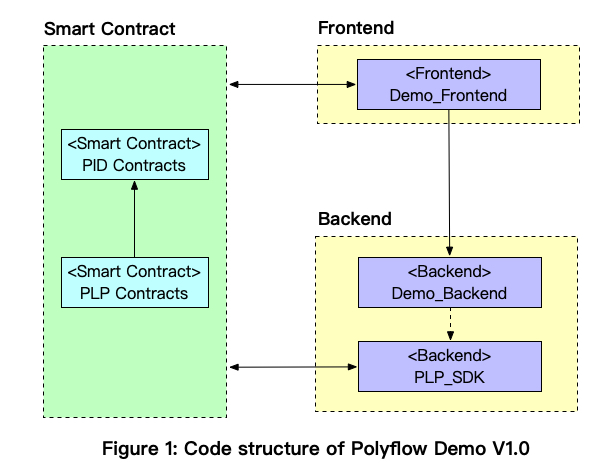 Smart Contract
Frontend
<Frontend>
Demo_Frontend
<Smart Contract>
PID Contracts
Backend
<Smart Contract>
PLP Contracts
<Backend>
Demo_Backend
<Backend>
PLP_SDK
Figure 1: Code structure of Polyflow Demo V1.0